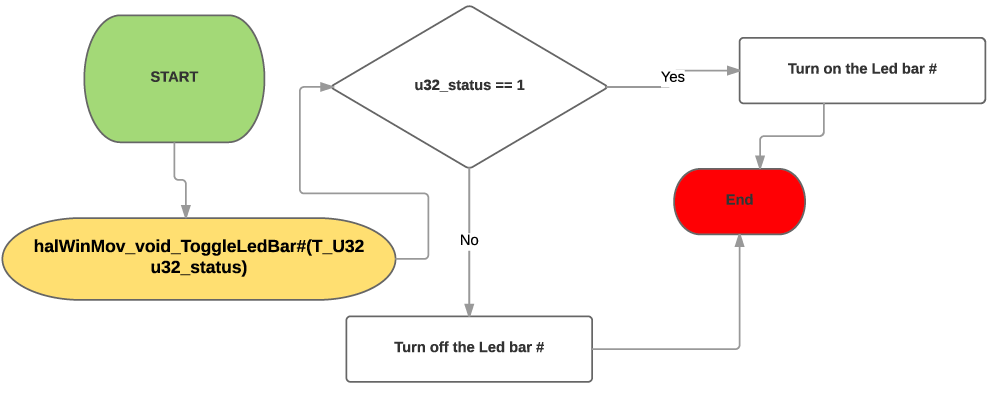 START
halWinMov_void_ToggleLedBar#(T_U32
u32_status)
u32_status == 1
Yes
Turn on the Led bar #
No
Turn off the Led bar #
End